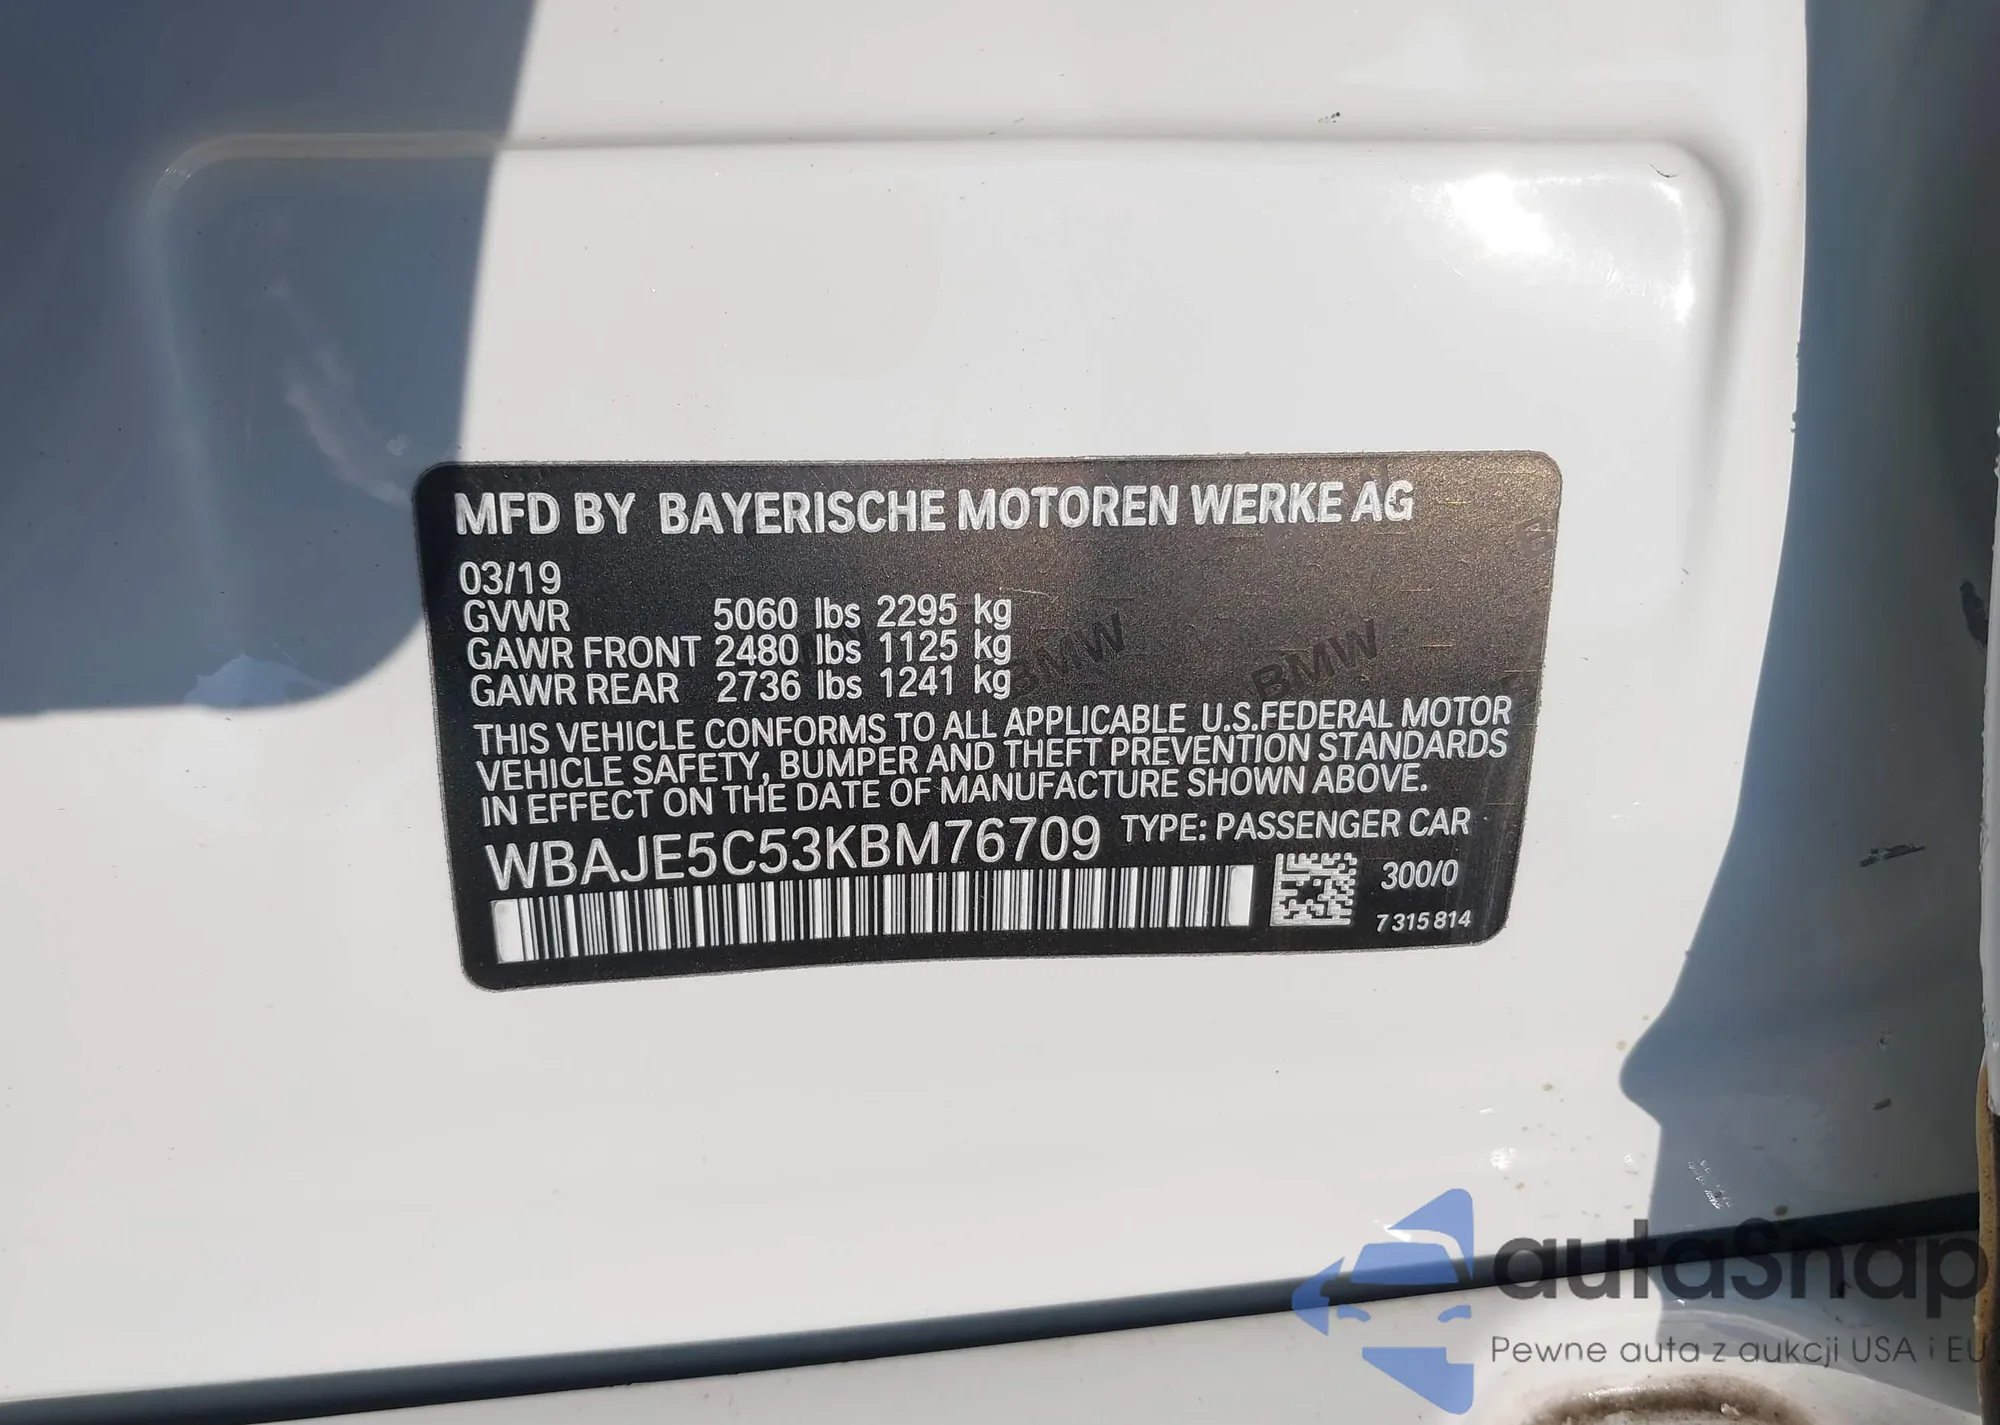 MFD BY BAYERISCHE MOTOREN WERKE AG
03/19
GVWR 5060 lbs 2295 kg
GAWR FRONT 2480 lbs 1125 kg
GAWR REAR 2736 lbs 1241 kg
BMW BMW
THIS VEHICLE CONFORMS TO ALL APPLICABLE U.S.FEDERAL MOTOR
VEHICLE SAFETY, BUMPER AND THEFT PREVENTION STANDARDS
IN EFFECT ON THE DATE OF MANUFACTURE SHOWN ABOVE.
WBAJE5C53KBM76709 TYPE: PASSENGER CAR
300/0
7315814
autaSnap
Pewne auta z aukcji USA i EU